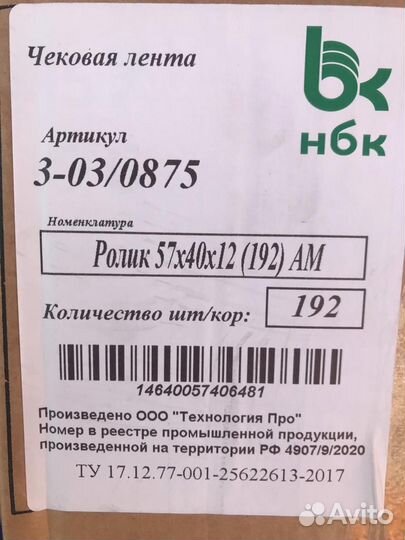 Чековая лента
нбк
Артикул
3-03/0875
Номенклатура
Ролик 57х40х12 (192) АМ
Количество шт/кор: 192
14640057406481
Произведено ООО "Технология Про"
Номер в реестре промышленной продукции,
произведенной на территории РФ 4907/9/2020
ТУ 17.12.77-001-25622613-2017
Avito